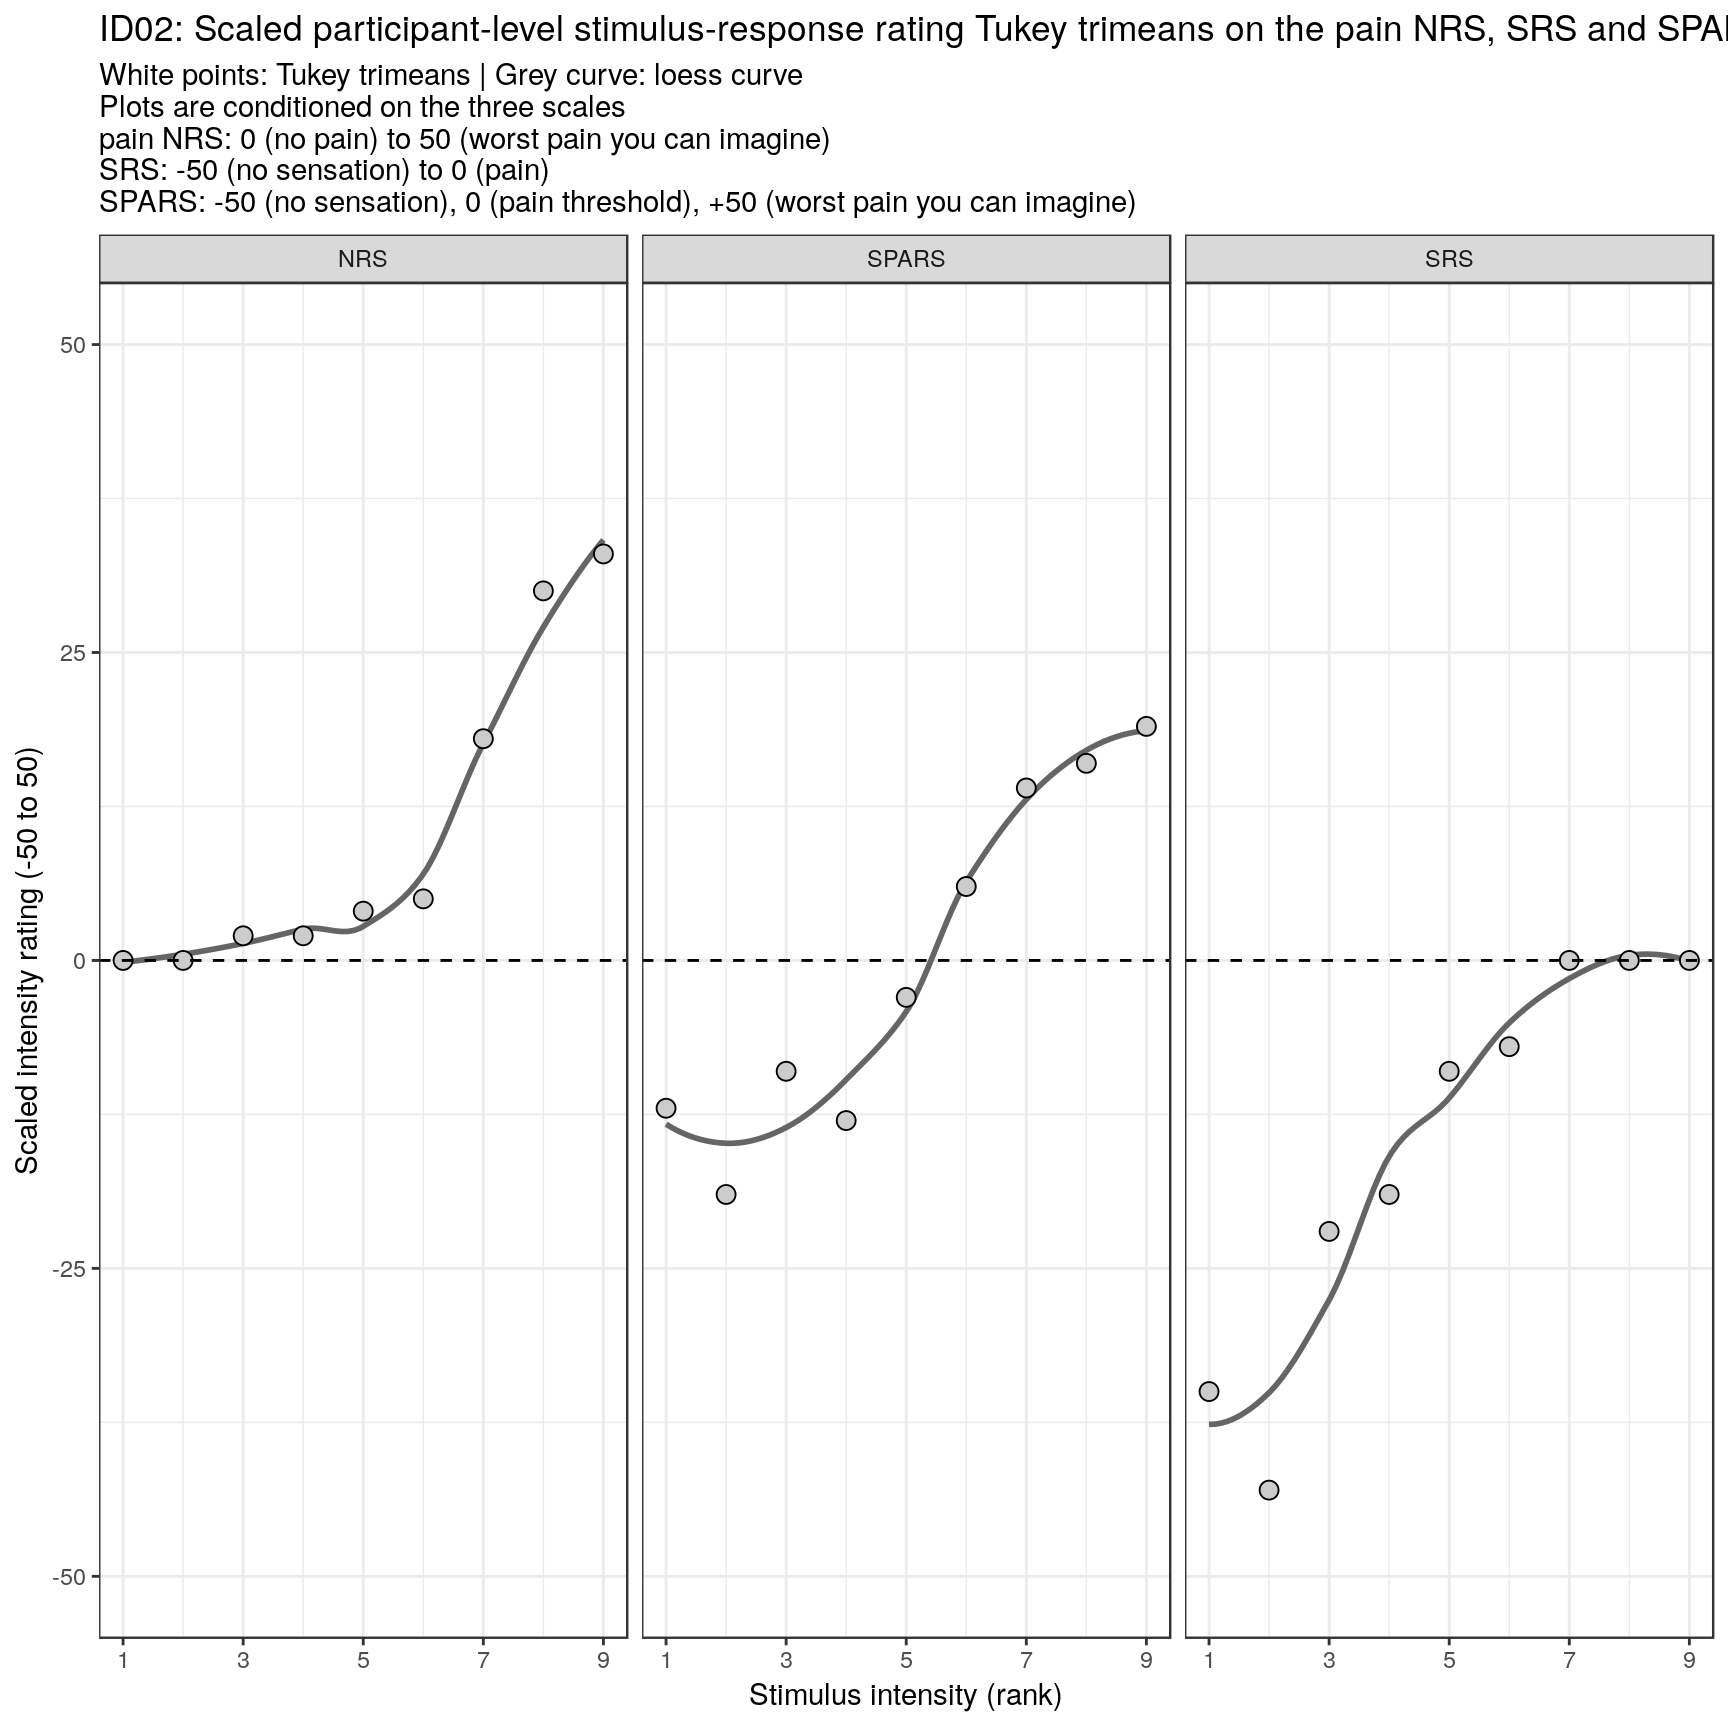 ID02: Scaled participant-level stimulus-response rating Tukey trimeans on the pain NRS, SRS and
White points: Tukey trimeans | Grey curve: loess curve
Plots are conditioned on the three scales
pain NRS: 0 (no pain) to 50 (worst pain you can imagine)
SRS: -50 (no sensation) to 0 (pain)
SPARS: -50 (no sensation), 0 (pain threshold), +50 (worst pain you can imagine)
NRS SPARS SRS
50
25
0
-25
-50
Scaled intensity rating (-50 to 50)
1 3 5 7 9 1 3 5 7 9 1 3 5 7 9
Stimulus intensity (rank)